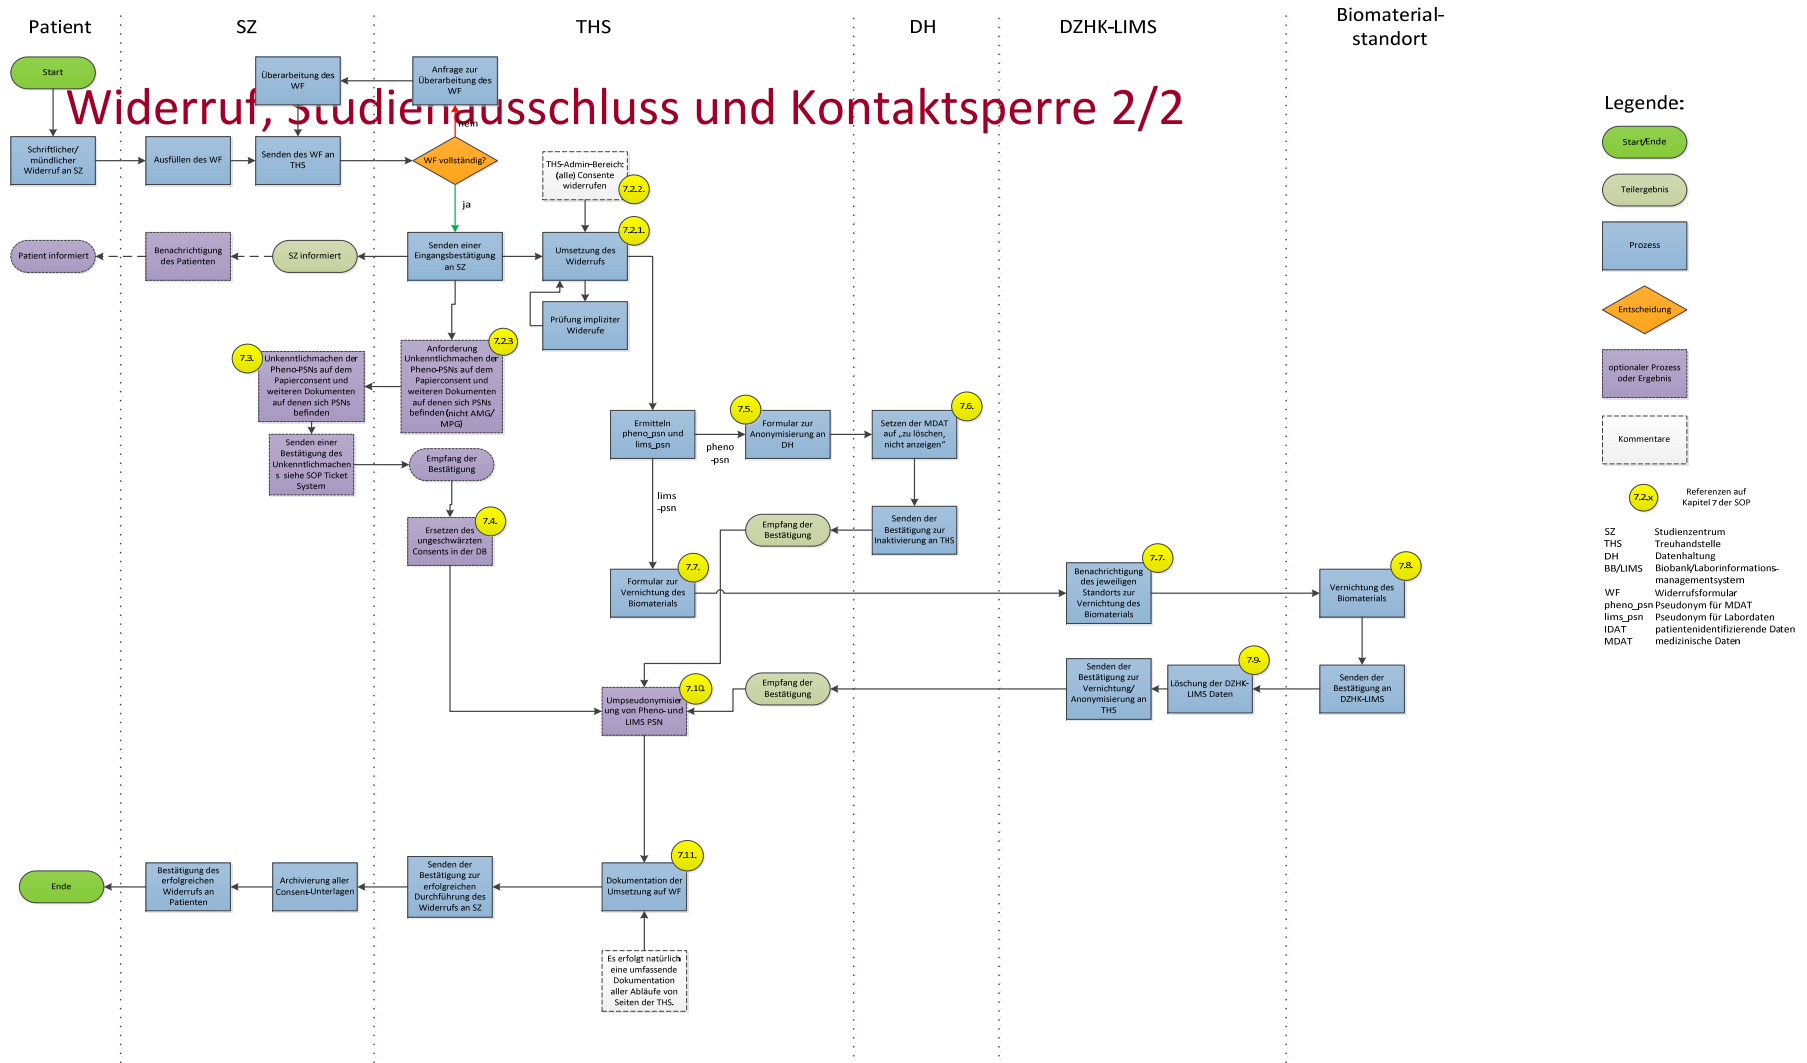 Patient
SZ
THS
DH
DZHK-LIMS
Biomaterial-
standort
Widerruf, Studienausschluss und Kontaktsperre 2/2
Start
Überarbeitung des
WF
Anfrage zur
Überarbeitung des
WF
nein
Schriftlicher/
mündlicher
Widerruf an SZ
Ausfüllen des WF
Senden des WF an
THS
WF vollständig?
THS-Admin-Bereich:
(alle) Consente
widerrufen
7.2.2.
ja
Patient informiert
Benachrichtigung
des Patienten
SZ informiert
Senden einer
Eingangsbestätigung
an SZ
Umsetzung des
Widerrufs
7.2.1.
Prüfung impliziter
Widerufe
7.3.
Unkenntlichmachen der
Pheno-PSNs auf dem
Papierconsent und
weiteren Dokumenten
auf denen sich PSNs
befinden
7.2.3
Anforderung
Unkenntlichmachen der
Pheno-PSNs auf dem
Papierconsent und
weiteren Dokumenten
auf denen sich PSNs
befinden (nicht AMG/
MPG)
Senden einer
Bestätigung des
Unkenntlichmachen
s siehe SOP Ticket
System
Empfang der
Bestätigung
Ersetzen des
ungeschwärzten
Consents in der DB
7.4.
Ermitteln
pheno_psn und
lims_psn
pheno
-psn
7.5.
Formular zur
Anonymisierung an
DH
7.6.
Setzen der MDAT
auf „zu löschen,
nicht anzeigen“
lims
-psn
Empfang der
Bestätigung
Senden der
Bestätigung zur
Inaktivierung an THS
Formular zur
Vernichtung des
Biomaterials
7.7.
Benachrichtigung
des jeweiligen
Standorts zur
Vernichtung des
Biomaterials
7.7.
Vernichtung des
Biomaterials
7.8.
Umpseudonymisier
ung von Pheno- und
LIMS PSN
7.10.
Empfang der
Bestätigung
Senden der
Bestätigung zur
Vernichtung/
Anonymisierung an
THS
Löschung der DZHK-
LIMS Daten
7.9.
Senden der
Bestätigung an
DZHK-LIMS
Ende
Bestätigung des
erfolgreichen
Widerrufs an
Patienten
Archivierung aller
Consent-Unterlagen
Senden der
Bestätigung zur
erfolgreichen
Durchführung des
Widerrufs an SZ
Dokumentation der
Umsetzung auf WF
7.11.
Es erfolgt natürlich
eine umfassende
Dokumentation
aller Abläufe von
Seiten der THS.
Legende:
Start/Ende
Teilergebnis
Prozess
Entscheidung
optionaler Prozess
oder Ergebnis
Kommentare
7.2.x
Referenzen auf
Kapitel 7 der SOP
SZ Studienzentrum
THS Treuhandstelle
DH Datenhaltung
BB/LIMS Biobank/Laborinformations-
managementsystem
WF Widerrufsformular
pheno_psn Pseudonym für MDAT
lims_psn Pseudonym für Labordaten
IDAT patientenidentifizierende Daten
MDAT medizinische Daten